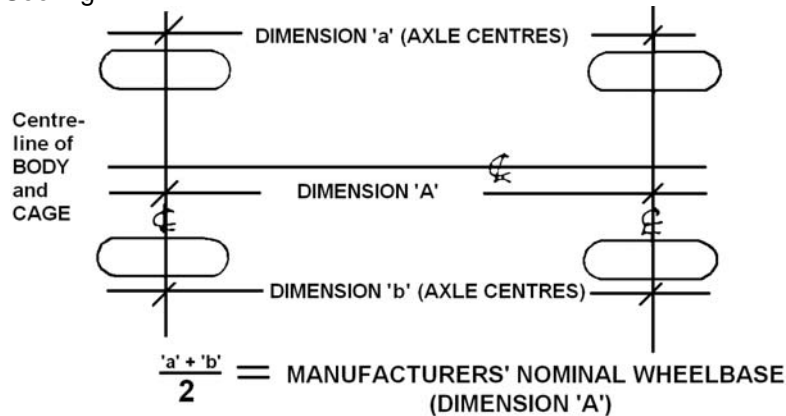 DIMENSION 'a' (AXLE CENTRES)
Centre-
line of
BODY
and
CAGE
DIMENSION 'A'
DIMENSION 'b' (AXLE CENTRES)
'a' + 'b'
2
= MANUFACTURERS' NOMINAL WHEELBASE
(DIMENSION 'A')